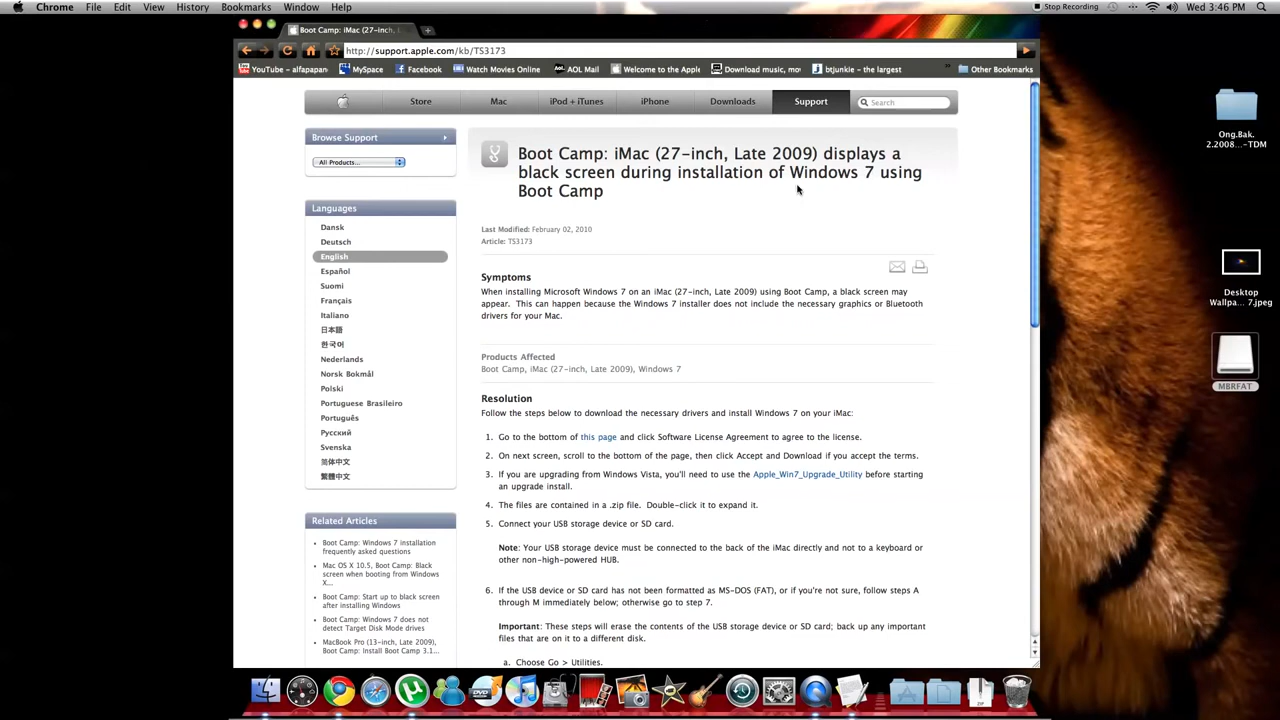 Chrome File Edit View History Bookmarks Window Help
Stop Recording Wed 3:46 PM
Boot Camp: iMac (27-inch, L
http://support.apple.com/kb/TS3173
YouTube - alfapapan MySpace Facebook Watch Movies Online AOL Mail Welcome to the Apple Download music, mo btjunkie - the largest » Other Bookmarks
Store Mac iPod + iTunes iPhone Downloads Support Search
Browse Support
All Products...
Languages
Dansk
Deutsch
English
Español
Suomi
Français
Italiano
日本語
한국어
Nederlands
Norsk Bokmål
Polski
Portuguese Brasileiro
Português
Русский
Svenska
简体中文
繁體中文
Related Articles
Boot Camp: Windows 7 installation
frequently asked questions
Mac OS X 10.5, Boot Camp: Black
screen when booting from Windows
X...
Boot Camp: Start up to black screen
after installing Windows
Boot Camp: Windows 7 does not
detect Target Disk Mode drives
MacBook Pro (13-inch, Late 2009),
Boot Camp: Install Boot Camp 3.1...
Boot Camp: iMac (27-inch, Late 2009) displays a
black screen during installation of Windows 7 using
Boot Camp
Last Modified: February 02, 2010
Article: TS3173
Symptoms
When installing Microsoft Windows 7 on an iMac (27-inch, Late 2009) using Boot Camp, a black screen may
appear. This can happen because the Windows 7 installer does not include the necessary graphics or Bluetooth
drivers for your Mac.
Products Affected
Boot Camp, iMac (27-inch, Late 2009), Windows 7
Resolution
Follow the steps below to download the necessary drivers and install Windows 7 on your iMac:
1. Go to the bottom of this page and click Software License Agreement to agree to the license.
2. On next screen, scroll to the bottom of the page, then click Accept and Download if you accept the terms.
3. If you are upgrading from Windows Vista, you'll need to use the Apple_Win7_Upgrade_Utility before starting
an upgrade install.
4. The files are contained in a .zip file. Double-click it to expand it.
5. Connect your USB storage device or SD card.
Note: Your USB storage device must be connected to the back of the iMac directly and not to a keyboard or
other non-high-powered HUB.
6. If the USB device or SD card has not been formatted as MS-DOS (FAT), or if you're not sure, follow steps A
through M immediately below; otherwise go to step 7.
Important: These steps will erase the contents of the USB storage device or SD card; back up any important
files that are on it to a different disk.
a. Choose Go > Utilities.
Ong.Bak.
2.2008...-TDM
Desktop
Wallpa... 7.jpeg
MBRFAT